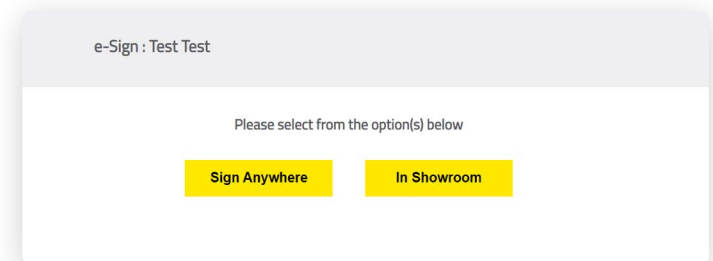 e-Sign : Test Test
Please select from the option(s) below
Sign Anywhere
In Showroom